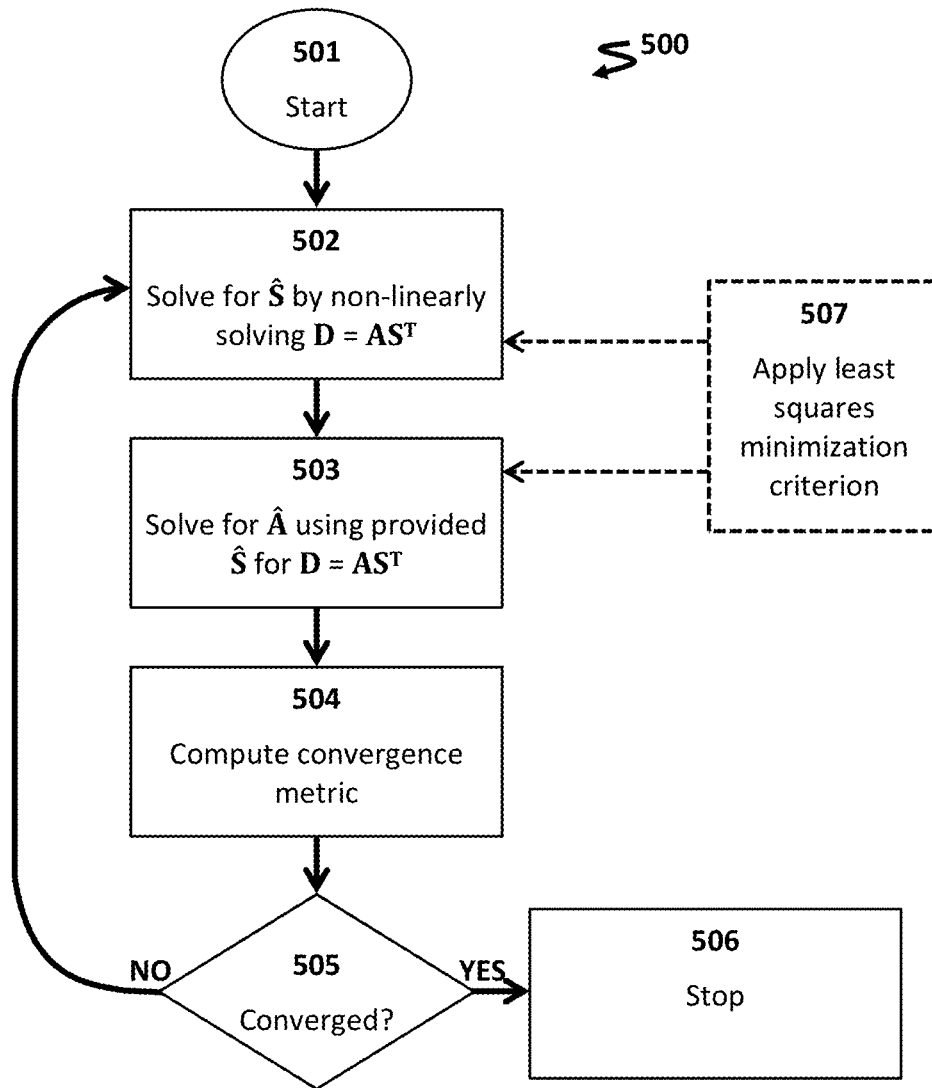 501
Start
500
502
Solve for Ŝ by non-linearly
solving D = ASᵀ
507
Apply least
squares
minimization
criterion
503
Solve for Â using provided
Ŝ for D = ASᵀ
504
Compute convergence
metric
505
Converged?
NO
YES
506
Stop